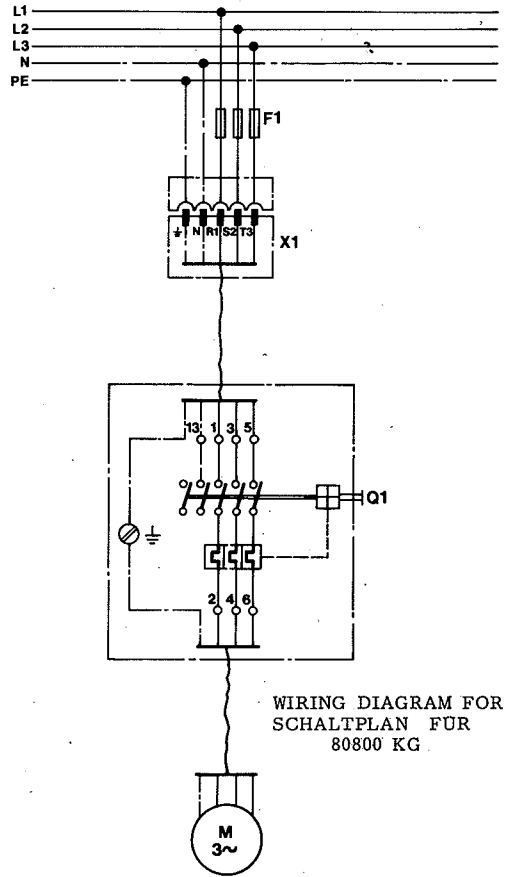 L1
L2
L3
N
PE
F1
N R1 S2 T3
X1
13 1 3 5
Q1
2 4 6
WIRING DIAGRAM FOR
SCHALTPLAN FÜR
80800 KG
M
3~